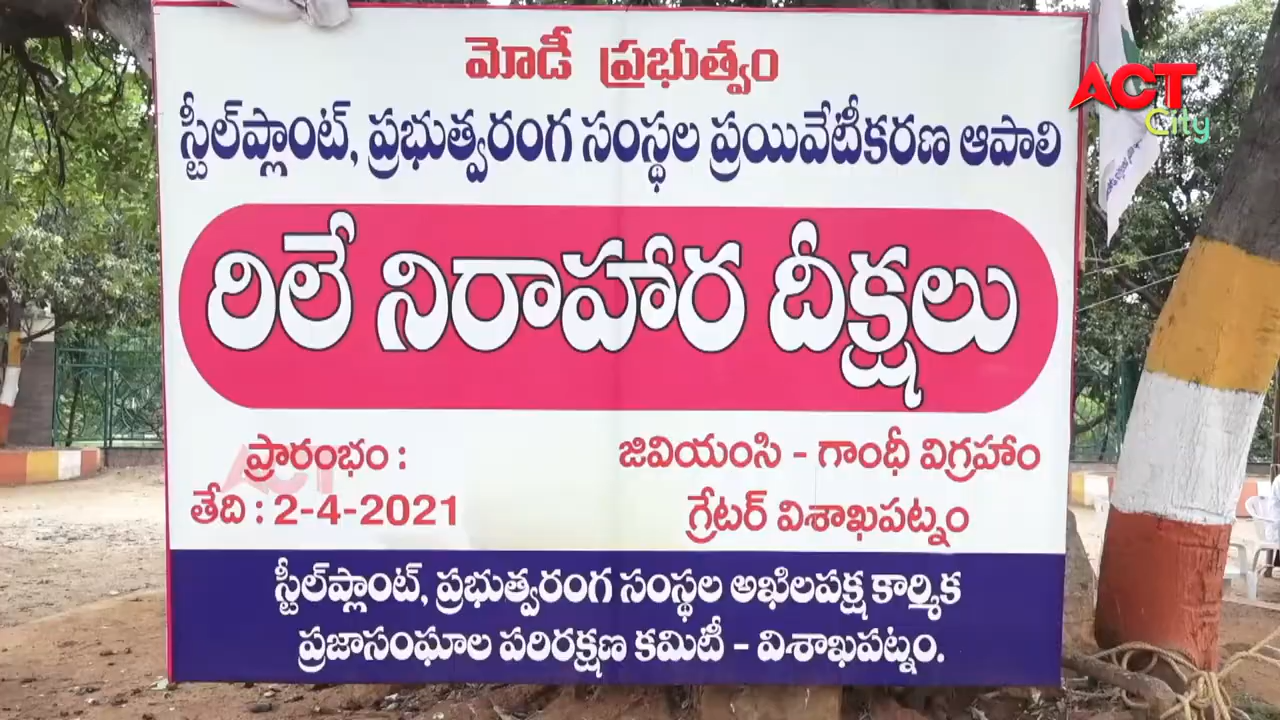 మోడీ ప్రభుత్వం
స్టీల్‌ప్లాంట్, ప్రభుత్వరంగ సంస్థల ప్రయివేటీకరణ ఆపాలి
రిలే నిరాహార దీక్షలు
ప్రారంభం :
తేది : 2-4-2021
జివియంసి - గాంధీ విగ్రహాం
గ్రేటర్ విశాఖపట్నం
స్టీల్‌ప్లాంట్, ప్రభుత్వరంగ సంస్థల అఖిలపక్ష కార్మిక
ప్రజాసంఘాల పరిరక్షణ కమిటీ - విశాఖపట్నం.
ACT
City
ACT